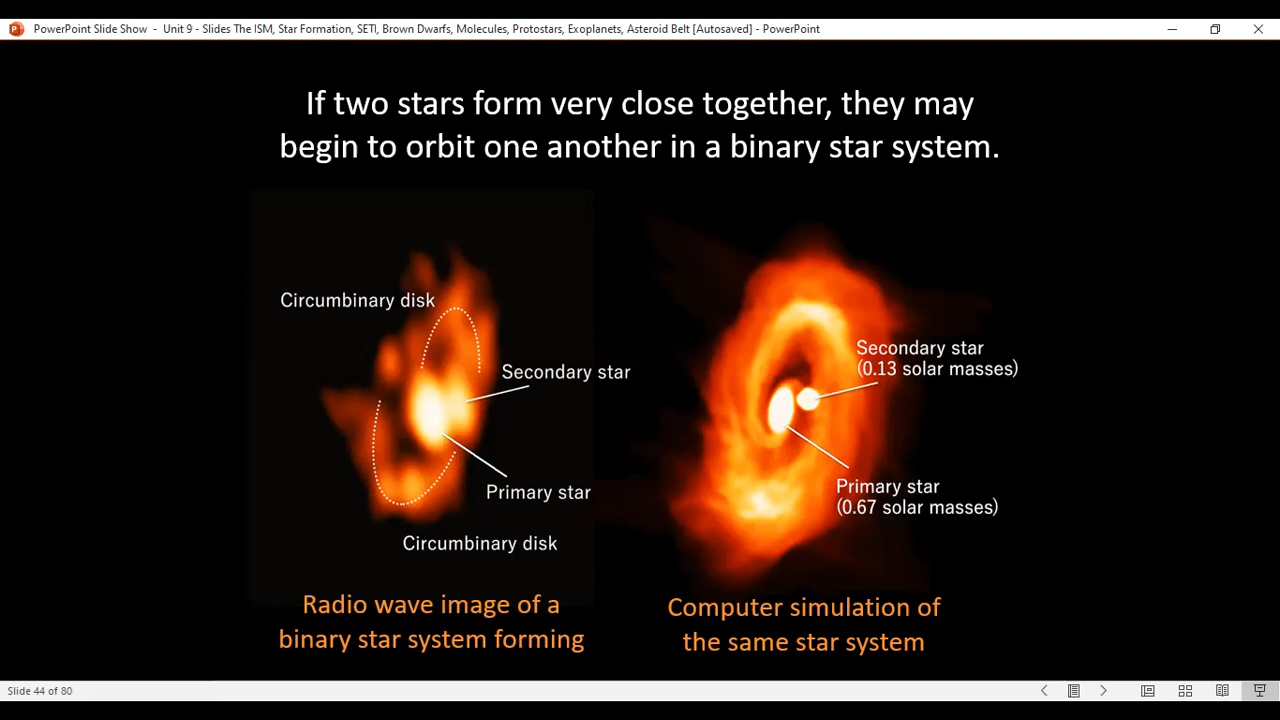 PowerPoint Slide Show - Unit 9 - Slides The ISM, Star Formation, SETI, Brown Dwarfs, Molecules, Protostars, Exoplanets, Asteroid Belt [Autosaved] - PowerPoint
If two stars form very close together, they may
begin to orbit one another in a binary star system.
Circumbinary disk
Secondary star
Primary star
Circumbinary disk
Radio wave image of a
binary star system forming
Secondary star
(0.13 solar masses)
Primary star
(0.67 solar masses)
Computer simulation of
the same star system
Slide 44 of 80